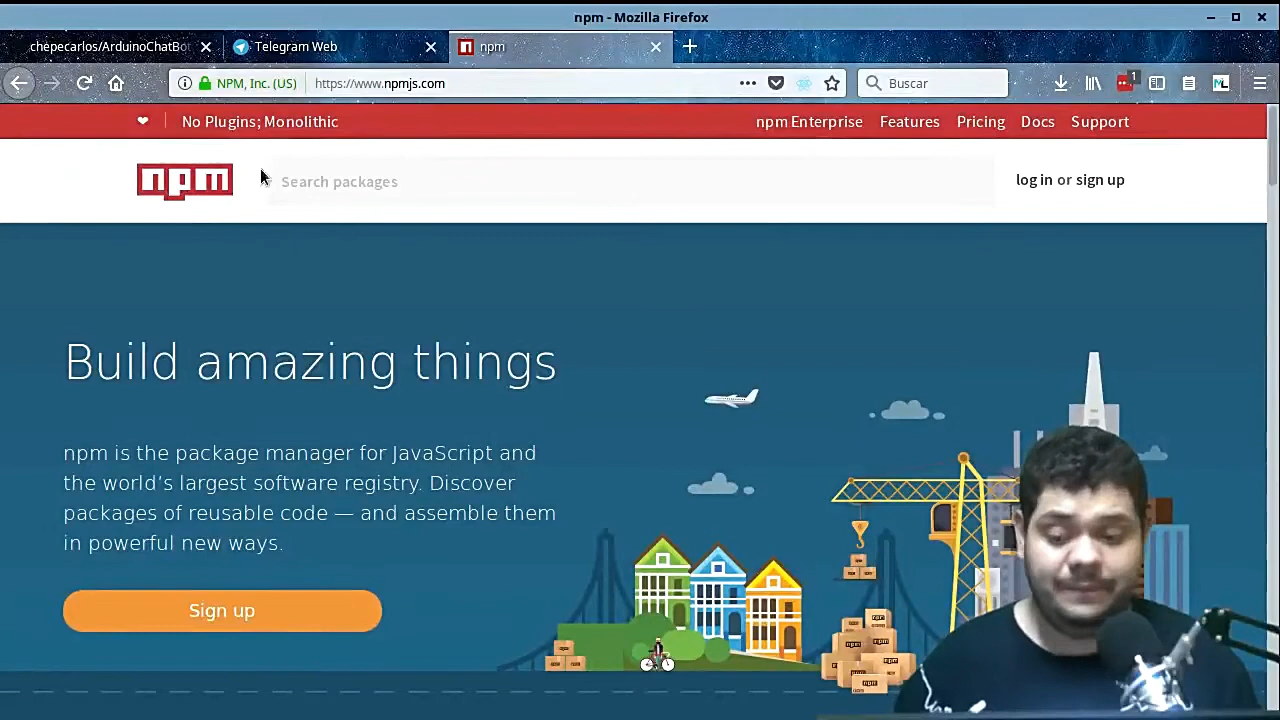 npm - Mozilla Firefox
chepecarlos/ArduinoChatBot
Telegram Web
npm
NPM, Inc. (US)
https://www.npmjs.com
Buscar
1
ML
❤
No Plugins; Monolithic
npm Enterprise
Features
Pricing
Docs
Support
npm
Search packages
log in or sign up
Build amazing things
npm is the package manager for JavaScript and
the world’s largest software registry. Discover
packages of reusable code — and assemble them
in powerful new ways.
Sign up